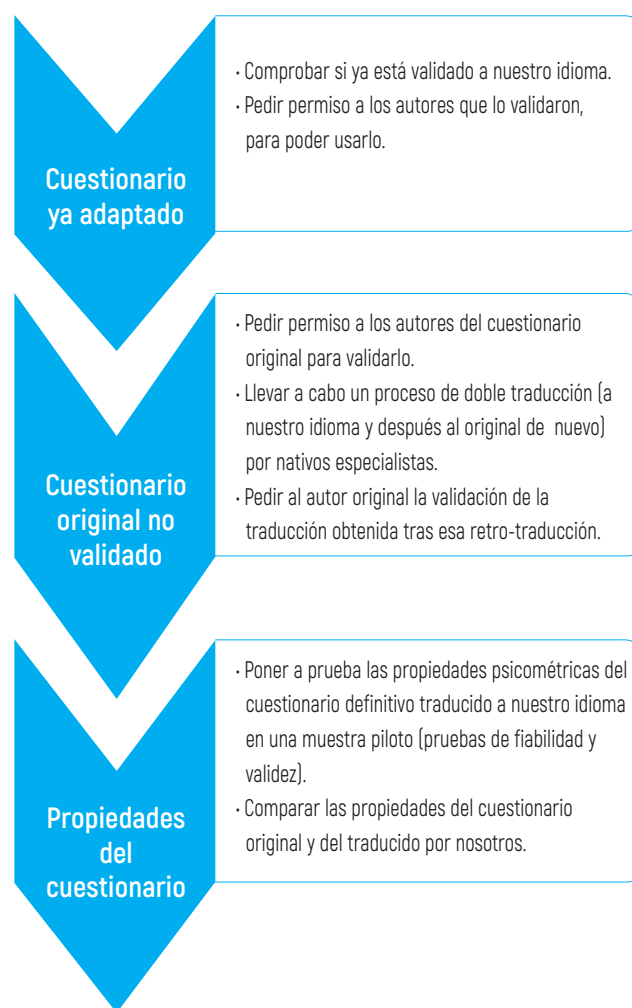 Cuestionario
ya adaptado
· Comprobar si ya está validado a nuestro idioma.
· Pedir permiso a los autores que lo validaron,
para poder usarlo.
Cuestionario
original no
validado
· Pedir permiso a los autores del cuestionario
original para validarlo.
· Llevar a cabo un proceso de doble traducción (a
nuestro idioma y después al original de nuevo)
por nativos especialistas.
· Pedir al autor original la validación de la
traducción obtenida tras esa retro-traducción.
Propiedades
del
cuestionario
· Poner a prueba las propiedades psicométricas del
cuestionario definitivo traducido a nuestro idioma
en una muestra piloto (pruebas de fiabilidad y
validez).
· Comparar las propiedades del cuestionario
original y del traducido por nosotros.